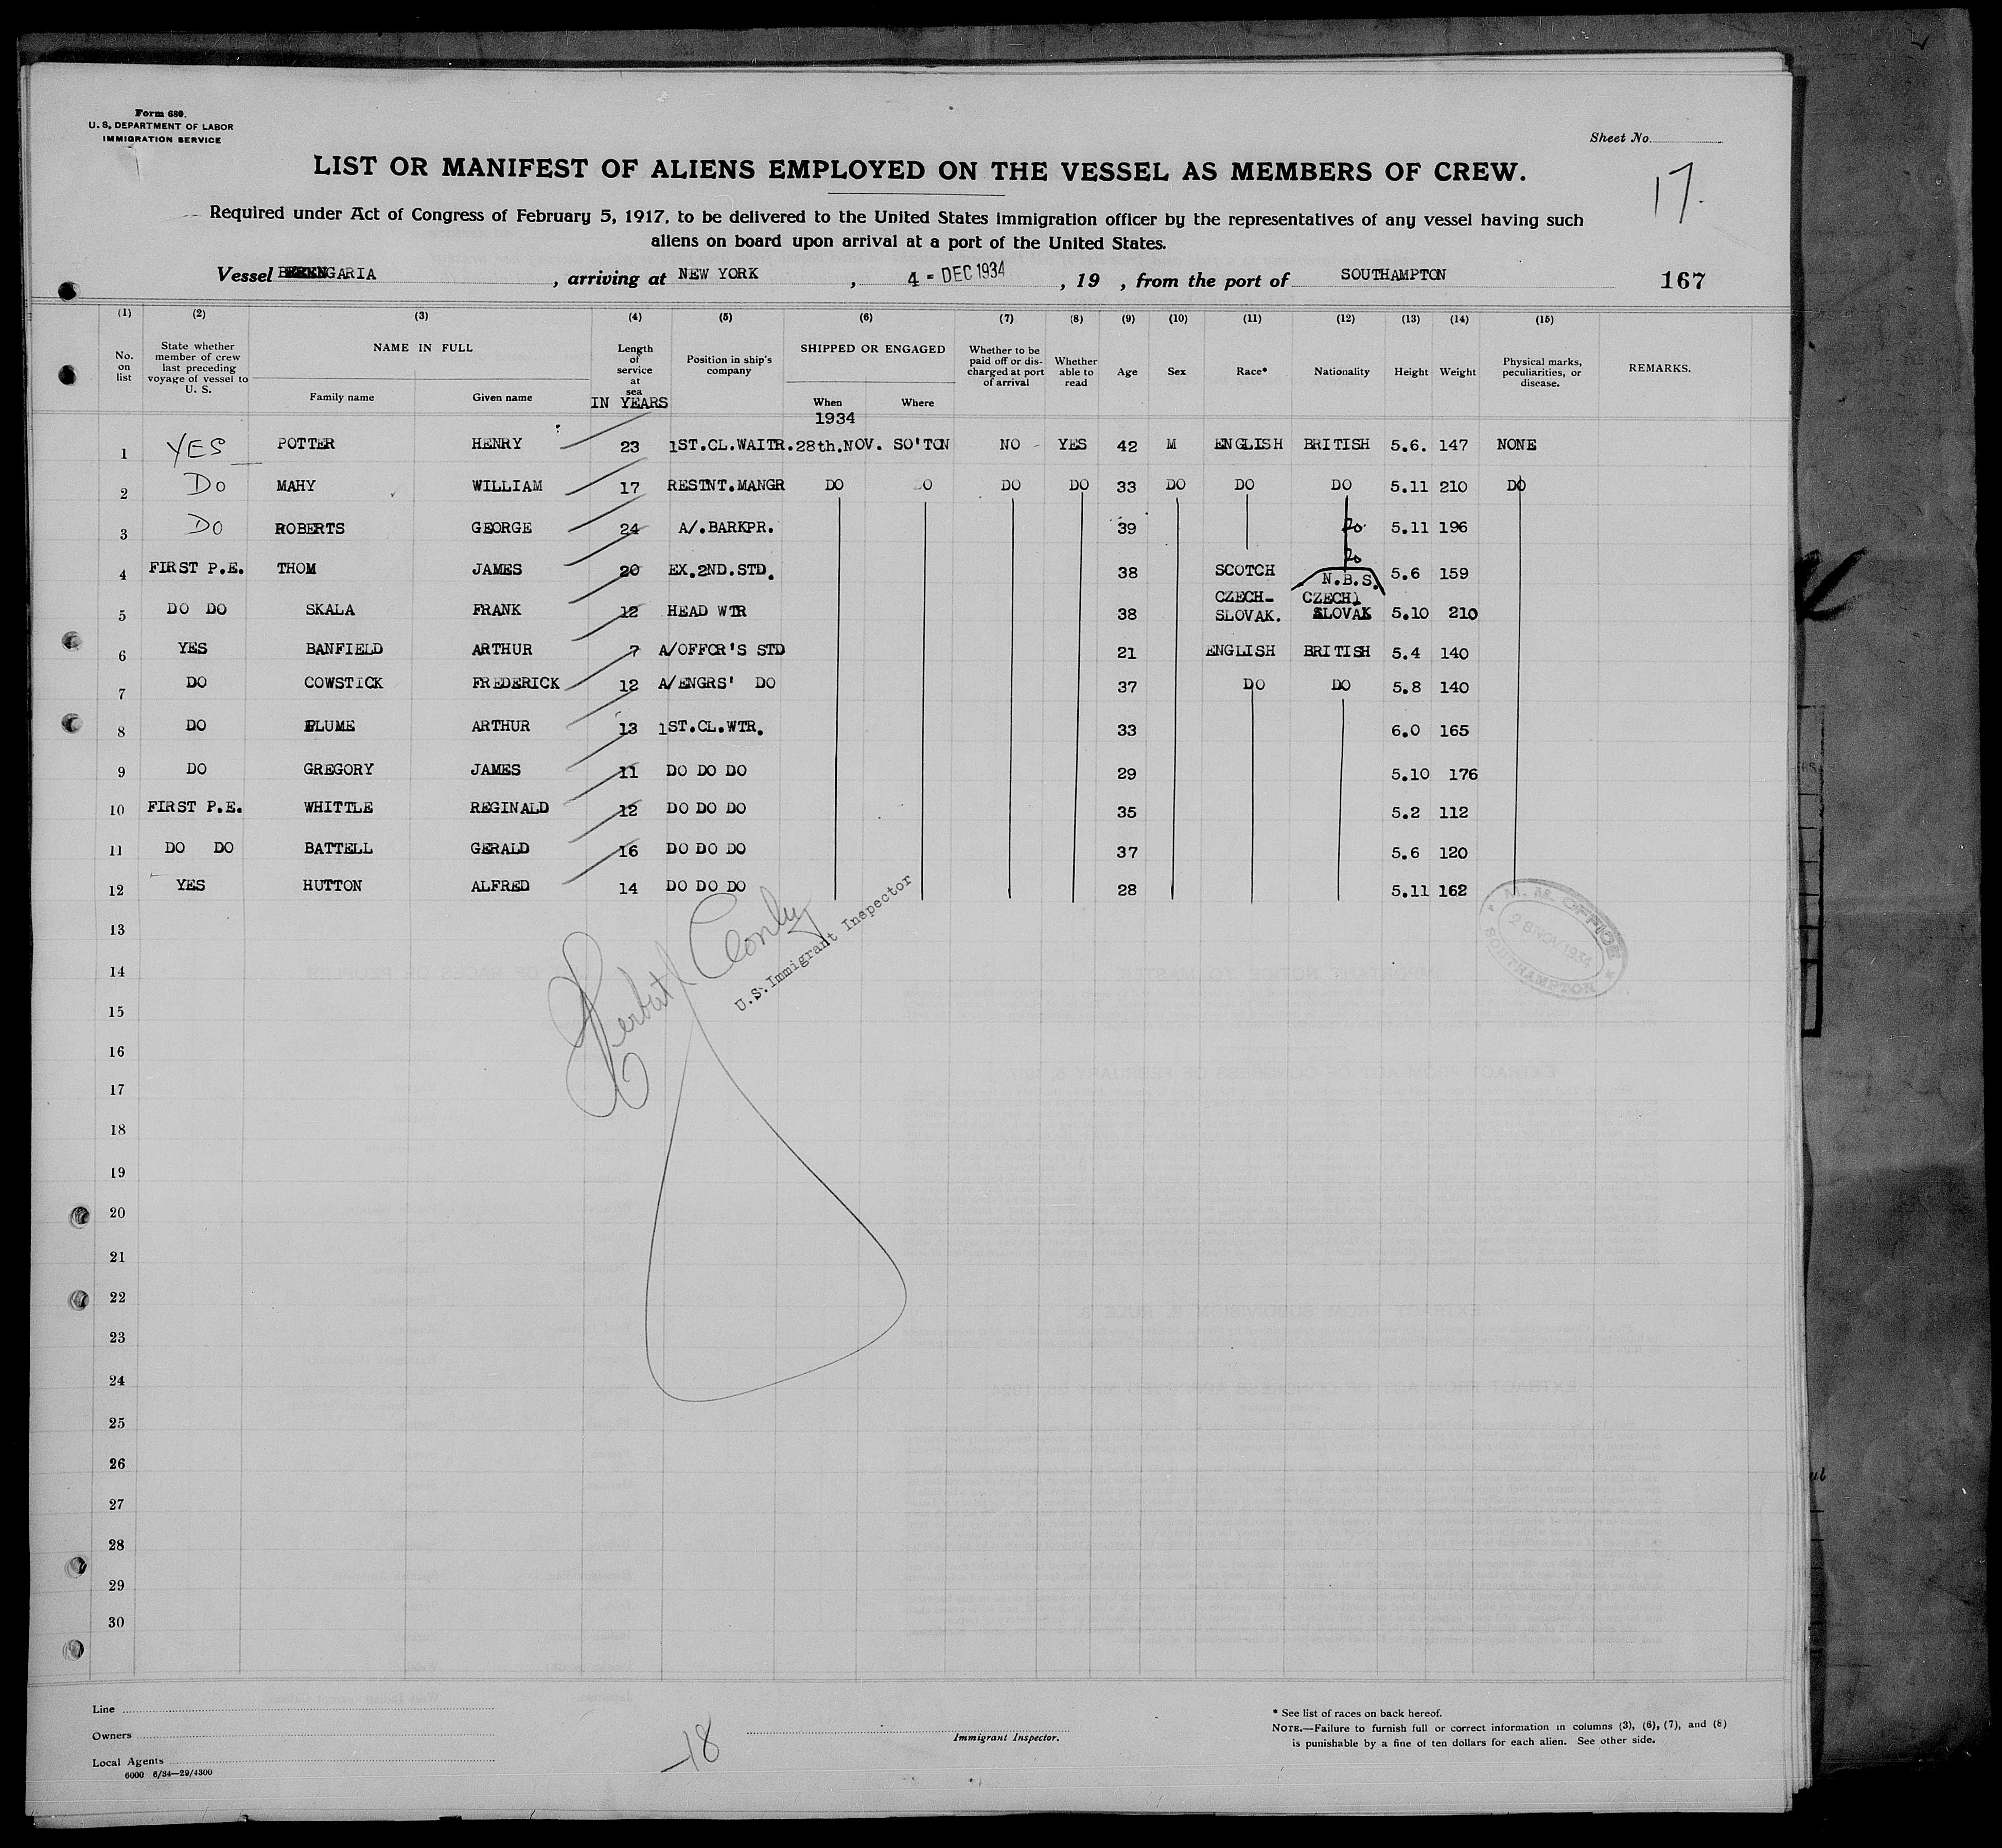 Form 680.
U. S. DEPARTMENT OF LABOR
IMMIGRATION SERVICE
Sheet No.
LIST OR MANIFEST OF ALIENS EMPLOYED ON THE VESSEL AS MEMBERS OF CREW.
17.
Required under Act of Congress of February 5, 1917, to be delivered to the United States immigration officer by the representatives of any vessel having such
aliens on board upon arrival at a port of the United States.
Vessel BERENGARIA, arriving at NEW YORK, 4 - DEC 1934, 19 , from the port of SOUTHAMPTON 167
(1) (2) (3) (4) (5) (6) (7) (8) (9) (10) (11) (12) (13) (14) (15)
No. on list State whether member of crew last preceding voyage of vessel to U. S. NAME IN FULL Family name Given name Length of service at sea IN YEARS Position in ship's company SHIPPED OR ENGAGED When 1934 Where Whether to be paid off or discharged at port of arrival Whether able to read Age Sex Race* Nationality Height Weight Physical marks, peculiarities, or disease. REMARKS.
1 YES POTTER HENRY 23 1ST.CL.WAITR. 28th.NOV. SO'TON NO - YES 42 M ENGLISH BRITISH 5.6. 147 NONE
2 DO MAHY WILLIAM 17 RESTNT.MANGR DO DO DO DO 33 DO DO DO 5.11 210 DO
3 DO ROBERTS GEORGE 24 A/.BARKPR. 39 Do 5.11 196
4 FIRST P.E. THOM JAMES 20 EX.2ND.STD. 38 SCOTCH Do N.B.S. 5.6 159
5 DO DO SKALA FRANK 12 HEAD WTR 38 CZECH-SLOVAK. CZECH SLOVAK 5.10 210
6 YES BANFIELD ARTHUR 7 A/OFFCR'S STD 21 ENGLISH BRITISH 5.4 140
7 DO COWSTICK FREDERICK 12 A/ENGRS' DO 37 DO DO 5.8 140
8 DO ARTHUR 13 1ST.CL.WTR. 33 6.0 165
9 DO GREGORY JAMES 11 DO DO DO 29 5.10 176
10 FIRST P.E. WHITTLE REGINALD 12 DO DO DO 35 5.2 112
11 DO DO BATTELL GERALD 16 DO DO DO 37 5.6 120
12 YES HUTTON ALFRED 14 DO DO DO 28 5.11 162
13
14
15
16
17
18
19
20
21
22
23
24
25
26
27
28
29
30
Herbert
U.S. Immigrant Inspector
M. M. OFFICE
28 NOV 1934
SOUTHAMPTON
Line
Owners
Local Agents
6000 6/34—29/4300
-18
Immigrant Inspector.
* See list of races on back hereof.
NOTE.—Failure to furnish full or correct information in columns (3), (6), (7), and (8)
is punishable by a fine of ten dollars for each alien. See other side.